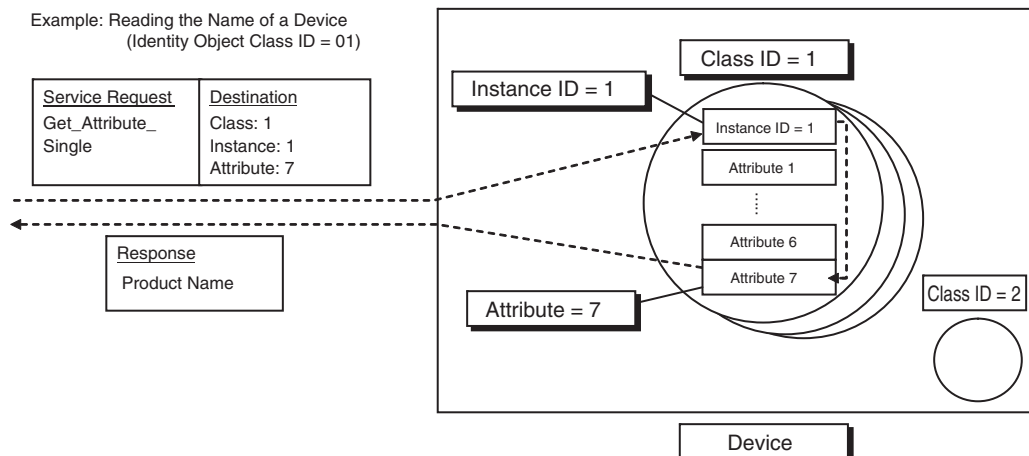 Example: Reading the Name of a Device
(Identity Object Class ID = 01)
Service Request
Get_Attribute_
Single
Destination
Class: 1
Instance: 1
Attribute: 7
Response
Product Name
Class ID = 1
Instance ID = 1
Instance ID = 1
Attribute 1
Attribute 6
Attribute 7
Attribute = 7
Class ID = 2
Device